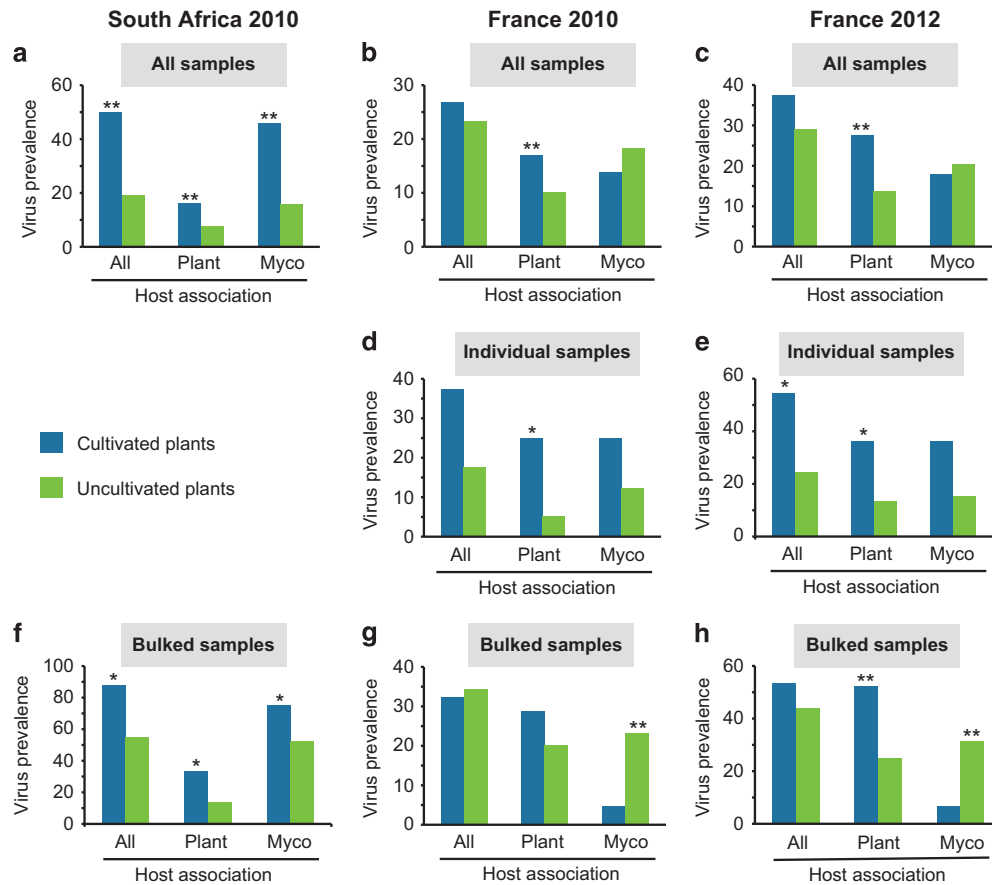 South Africa 2010
France 2010
France 2012
a
All samples
60
40
20
0
Virus prevalence
**
**
**
All Plant Myco
Host association
b
All samples
30
20
10
0
Virus prevalence
**
All Plant Myco
Host association
c
All samples
40
30
20
10
0
Virus prevalence
**
All Plant Myco
Host association
Cultivated plants
Uncultivated plants
d
Individual samples
40
30
20
10
0
Virus prevalence
*
All Plant Myco
Host association
e
Individual samples
60
40
20
0
Virus prevalence
*
*
All Plant Myco
Host association
f
Bulked samples
100
80
60
40
20
0
Virus prevalence
*
*
*
All Plant Myco
Host association
g
Bulked samples
40
30
20
10
0
Virus prevalence
**
All Plant Myco
Host association
h
Bulked samples
60
40
20
0
Virus prevalence
**
**
All Plant Myco
Host association